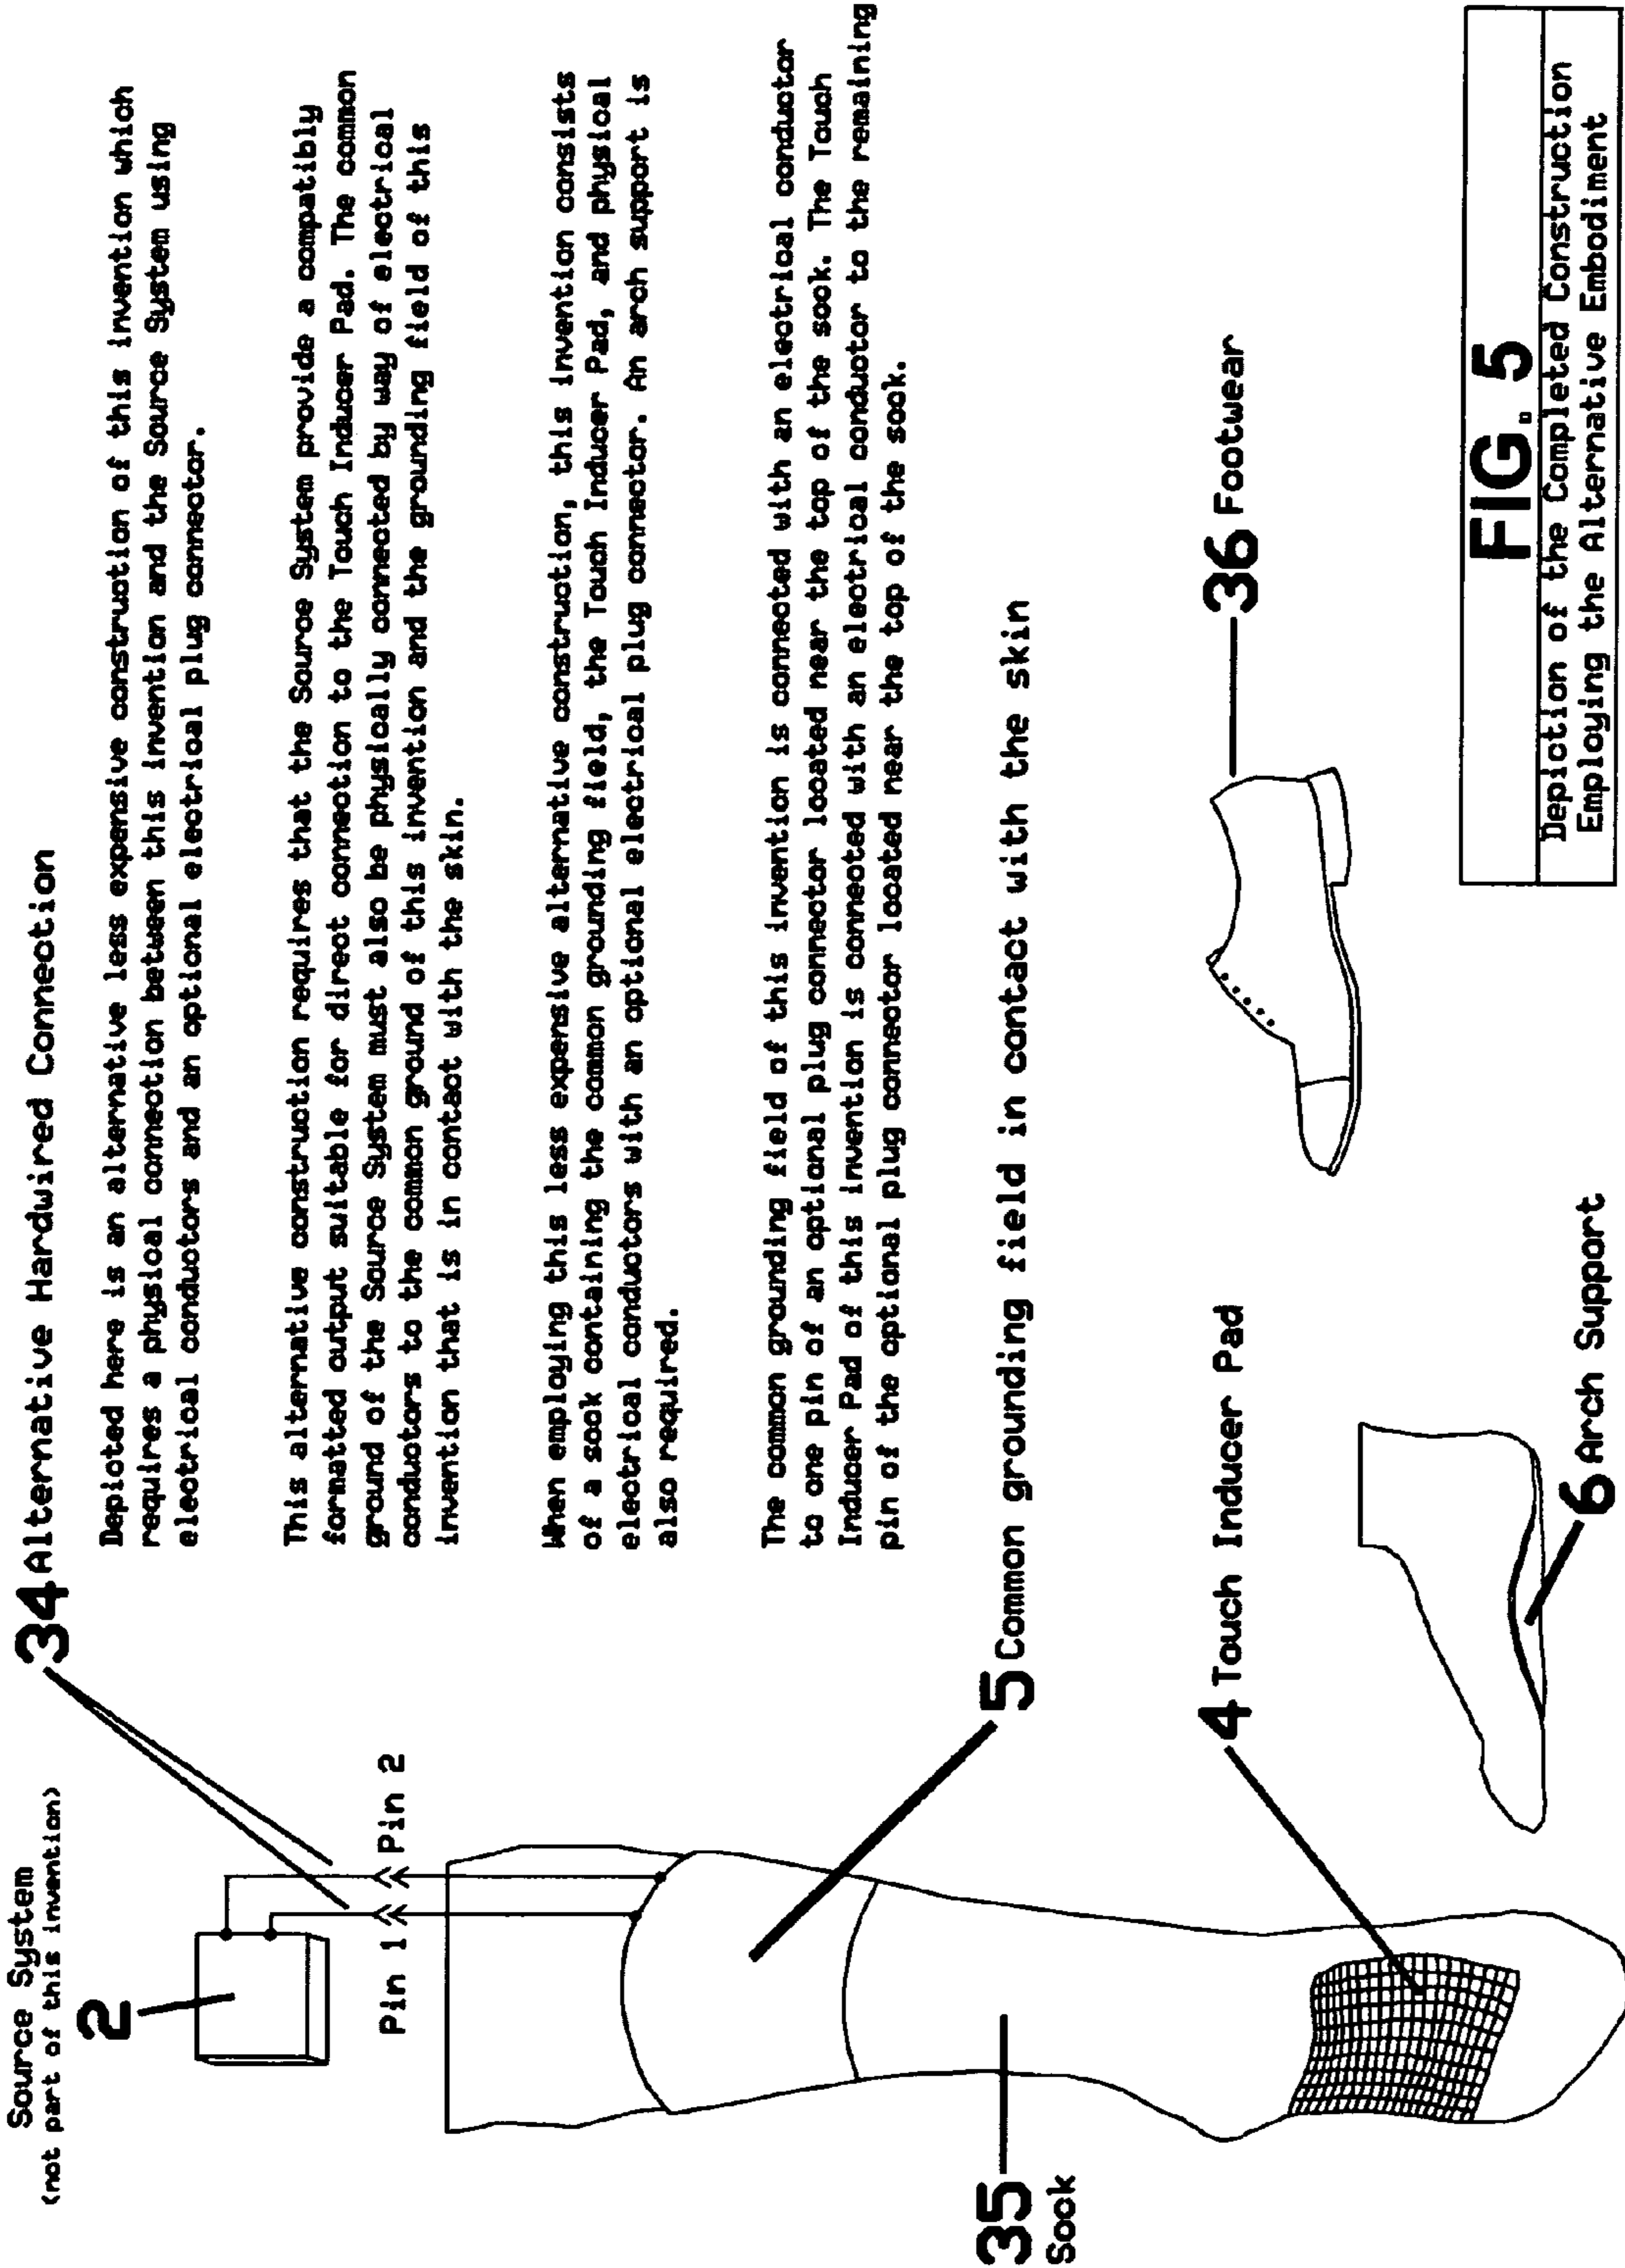 Source System
(not part of this invention)
2
34 Alternative Hardwired Connection
Depicted here is an alternative less expensive construction of this invention which
requires a physical connection between this invention and the Source System using
electrical conductors and an optional electrical plug connector.
This alternative construction requires that the Source System provide a compatibly
formatted output suitable for direct connection to the Touch Inducer Pad. The common
ground of the Source System must also be physically connected by way of electrical
conductors to the common ground of this invention and the grounding field of this
invention that is in contact with the skin.
When employing this less expensive alternative construction, this invention consists
of a sock containing the common grounding field, the Touch Inducer Pad, and physical
electrical conductors with an optional electrical plug connector. An arch support is
also required.
The common grounding field of this invention is connected with an electrical conductor
to one pin of an optional plug connector located near the top of the sock. The Touch
Inducer Pad of this invention is connected with an electrical conductor to the remaining
pin of the optional plug connector located near the top of the sock.
Pin 1
Pin 2
5 Common grounding field in contact with the skin
35
Sock
4 Touch Inducer Pad
36 Footwear
6 Arch Support
FIG. 5
Depiction of the Completed Construction
Employing the Alternative Embodiment